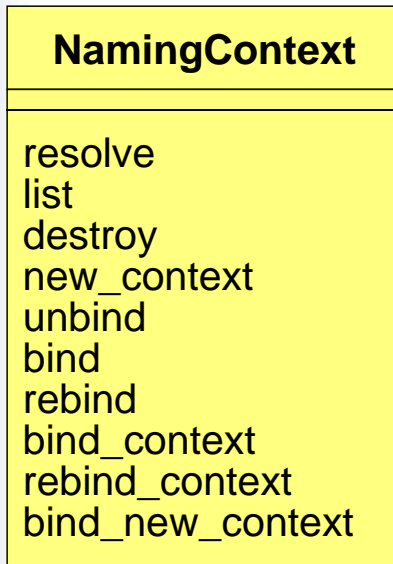 NamingContext
resolve
list
destroy
new_context
unbind
bind
rebind
bind_context
rebind_context
bind_new_context